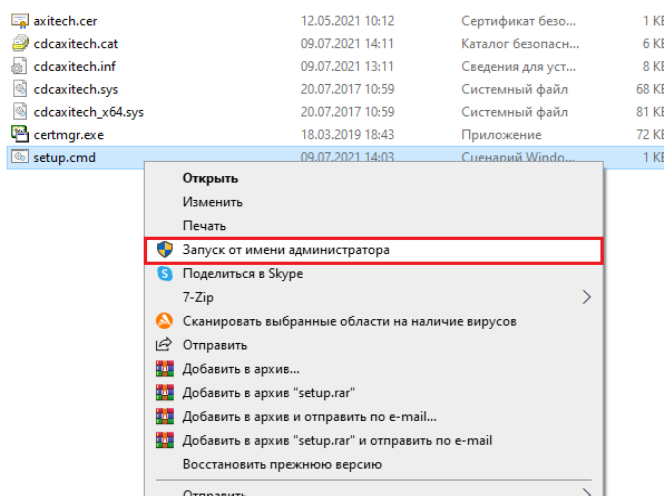 axitech.cer 12.05.2021 10:12 Сертификат безо... 1 КБ
cdcaxitech.cat 09.07.2021 14:11 Каталог безопасн... 6 КБ
cdcaxitech.inf 09.07.2021 13:11 Сведения для уст... 8 КБ
cdcaxitech.sys 20.07.2017 10:59 Системный файл 68 КБ
cdcaxitech_x64.sys 20.07.2017 10:59 Системный файл 81 КБ
certmgr.exe 18.03.2019 18:43 Приложение 72 КБ
setup.cmd 09.07.2021 14:03 Сценарий Windo... 1 КБ
Открыть
Изменить
Печать
Запуск от имени администратора
Поделиться в Skype
7-Zip
Сканировать выбранные области на наличие вирусов
Отправить
Добавить в архив...
Добавить в архив "setup.rar"
Добавить в архив и отправить по e-mail...
Добавить в архив "setup.rar" и отправить по e-mail
Восстановить прежнюю версию
Отправить